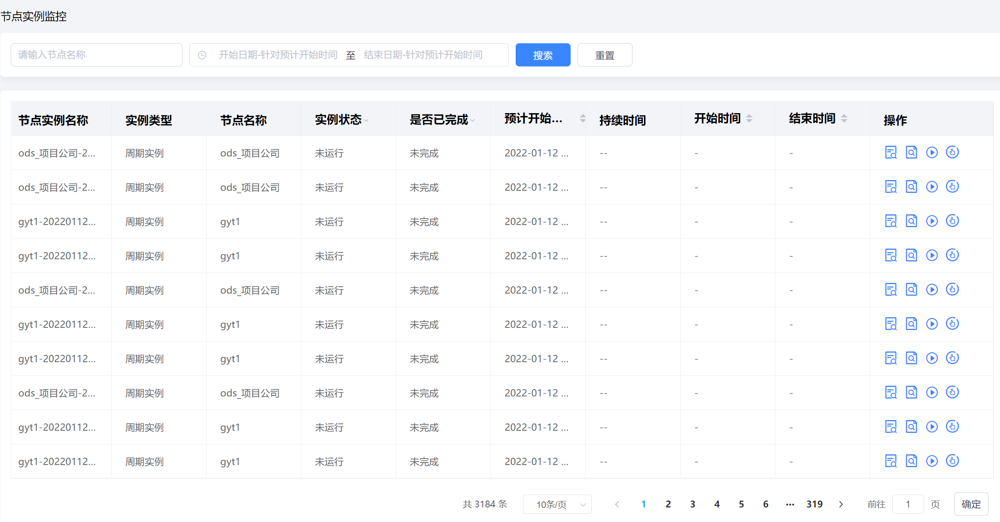 节点实例监控
请输入节点名称 开始日期-针对预计开始时间 至 结束日期-针对预计开始时间 搜索 重置
节点实例名称 实例类型 节点名称 实例状态 是否已完成 预计开始... 持续时间 开始时间 结束时间 操作
ods_项目公司-2... 周期实例 ods_项目公司 未运行 未完成 2022-01-12 ... -- - -
ods_项目公司-2... 周期实例 ods_项目公司 未运行 未完成 2022-01-12 ... -- - -
gyt1-20220112... 周期实例 gyt1 未运行 未完成 2022-01-12 ... -- - -
gyt1-20220112... 周期实例 gyt1 未运行 未完成 2022-01-12 ... -- - -
ods_项目公司-2... 周期实例 ods_项目公司 未运行 未完成 2022-01-12 ... -- - -
gyt1-20220112... 周期实例 gyt1 未运行 未完成 2022-01-12 ... -- - -
gyt1-20220112... 周期实例 gyt1 未运行 未完成 2022-01-12 ... -- - -
ods_项目公司-2... 周期实例 ods_项目公司 未运行 未完成 2022-01-12 ... -- - -
gyt1-20220112... 周期实例 gyt1 未运行 未完成 2022-01-12 ... -- - -
gyt1-20220112... 周期实例 gyt1 未运行 未完成 2022-01-12 ... -- - -
共 3184 条 10条/页 1 2 3 4 5 6 ... 319 前往 1 页 确定